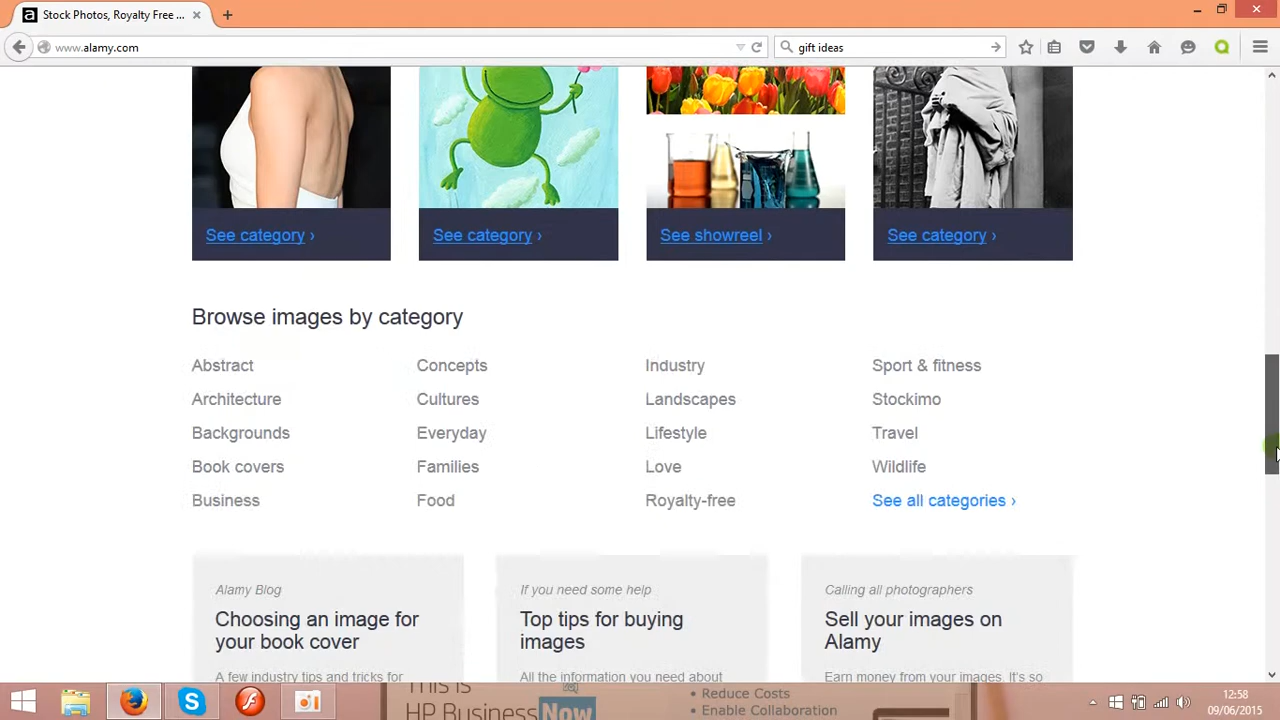 Stock Photos, Royalty Free ...
www.alamy.com
gift ideas
See category ›
See category ›
See showreel ›
See category ›
Browse images by category
Abstract
Concepts
Industry
Sport & fitness
Architecture
Cultures
Landscapes
Stockimo
Backgrounds
Everyday
Lifestyle
Travel
Book covers
Families
Love
Wildlife
Business
Food
Royalty-free
See all categories ›
Alamy Blog
Choosing an image for
your book cover
A few industry tips and tricks for
If you need some help
Top tips for buying
images
All the information you need about
Calling all photographers
Sell your images on
Alamy
Earn money from your images. It's so
This is
HP BusinessNow
• Reduce Costs
• Enable Collaboration
12:58
09/06/2015